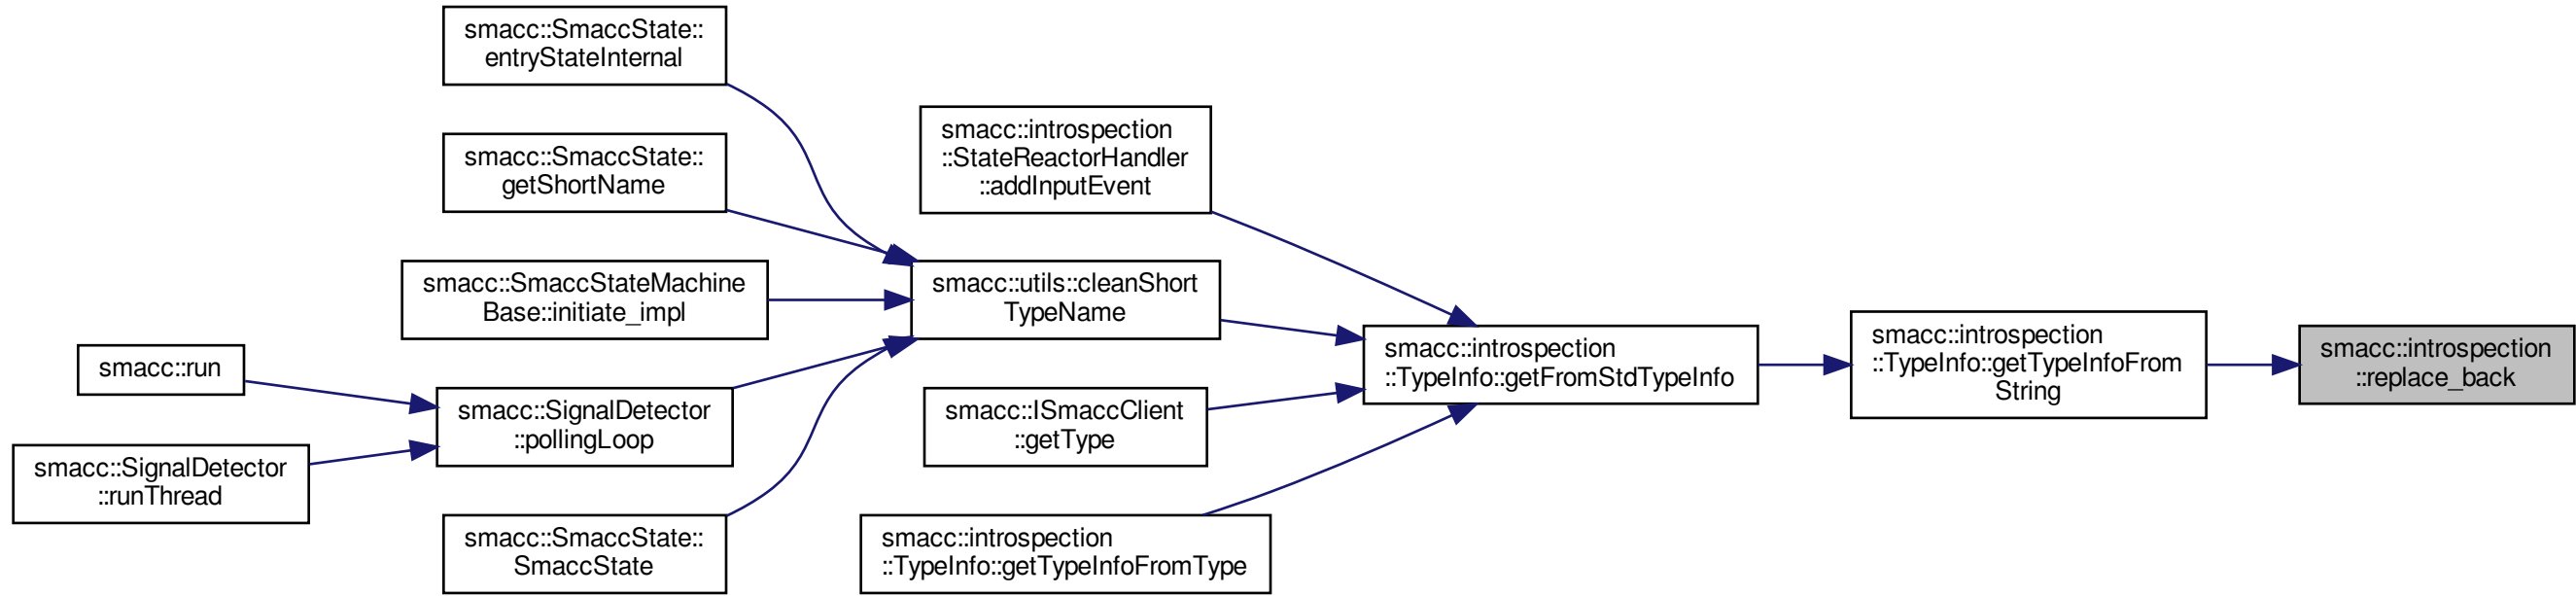 smacc::SmaccState::
entryStateInternal
smacc::SmaccState::
getShortName
smacc::SmaccStateMachine
Base::initiate_impl
smacc::run
smacc::SignalDetector
::pollingLoop
smacc::SignalDetector
::runThread
smacc::SmaccState::
SmaccState
smacc::introspection
::StateReactorHandler
::addInputEvent
smacc::utils::cleanShort
TypeName
smacc::ISmaccClient
::getType
smacc::introspection
::TypeInfo::getTypeInfoFromType
smacc::introspection
::TypeInfo::getFromStdTypeInfo
smacc::introspection
::TypeInfo::getTypeInfoFrom
String
smacc::introspection
::replace_back